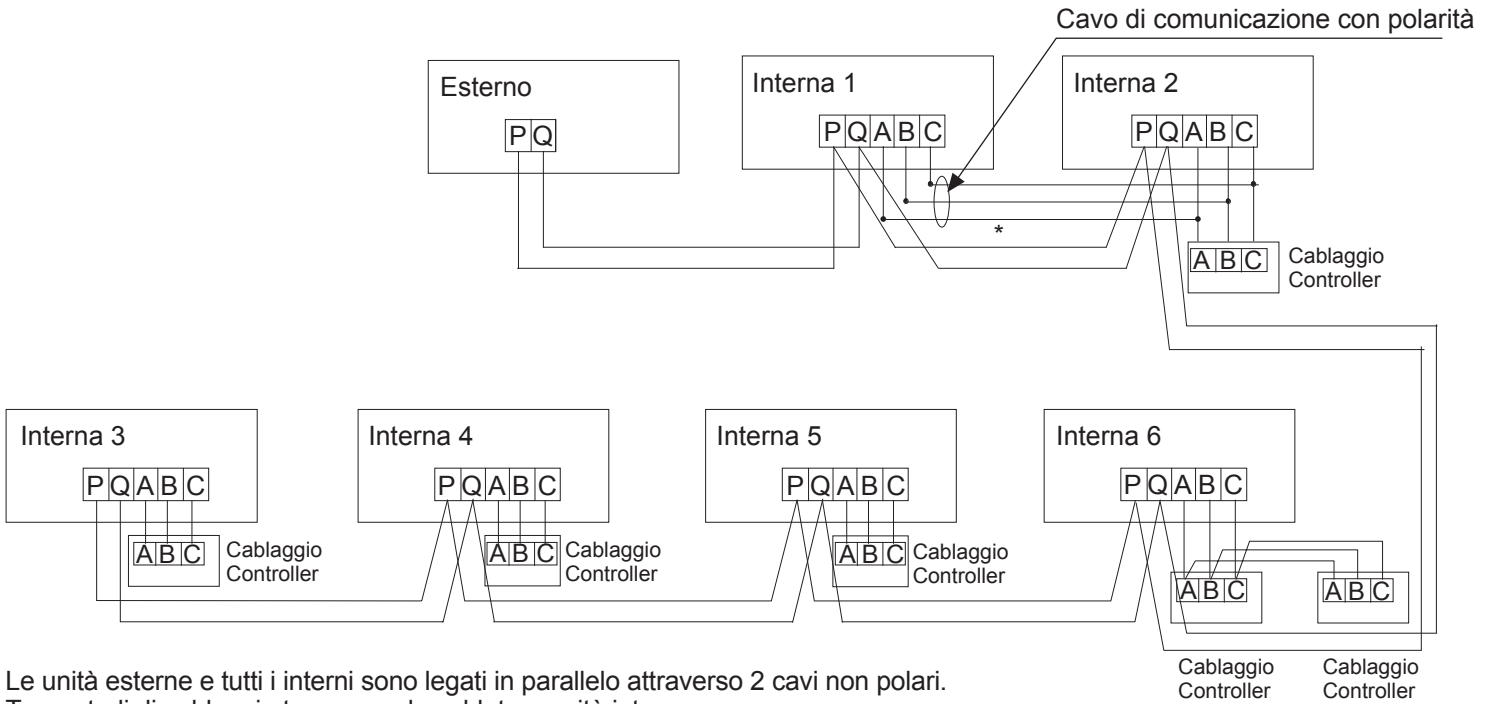 Cavo di comunicazione con polarità
Esterno
P Q
Interna 1
P Q A B C
Interna 2
P Q A B C
*
A B C
Cablaggio
Controller
Interna 3
P Q A B C
A B C
Cablaggio
Controller
Interna 4
P Q A B C
A B C
Cablaggio
Controller
Interna 5
P Q A B C
A B C
Cablaggio
Controller
Interna 6
P Q A B C
A B C
A B C
Cablaggio
Controller
Cablaggio
Controller
Le unità esterne e tutti i interni sono legati in parallelo attraverso 2 cavi non polari.